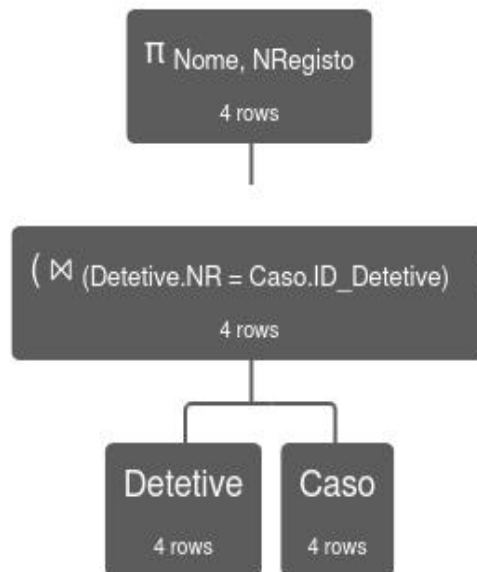 π Nome, NRegisto
4 rows
( ⋈ (Detetive.NR = Caso.ID_Detetive)
4 rows
Detetive
4 rows
Caso
4 rows